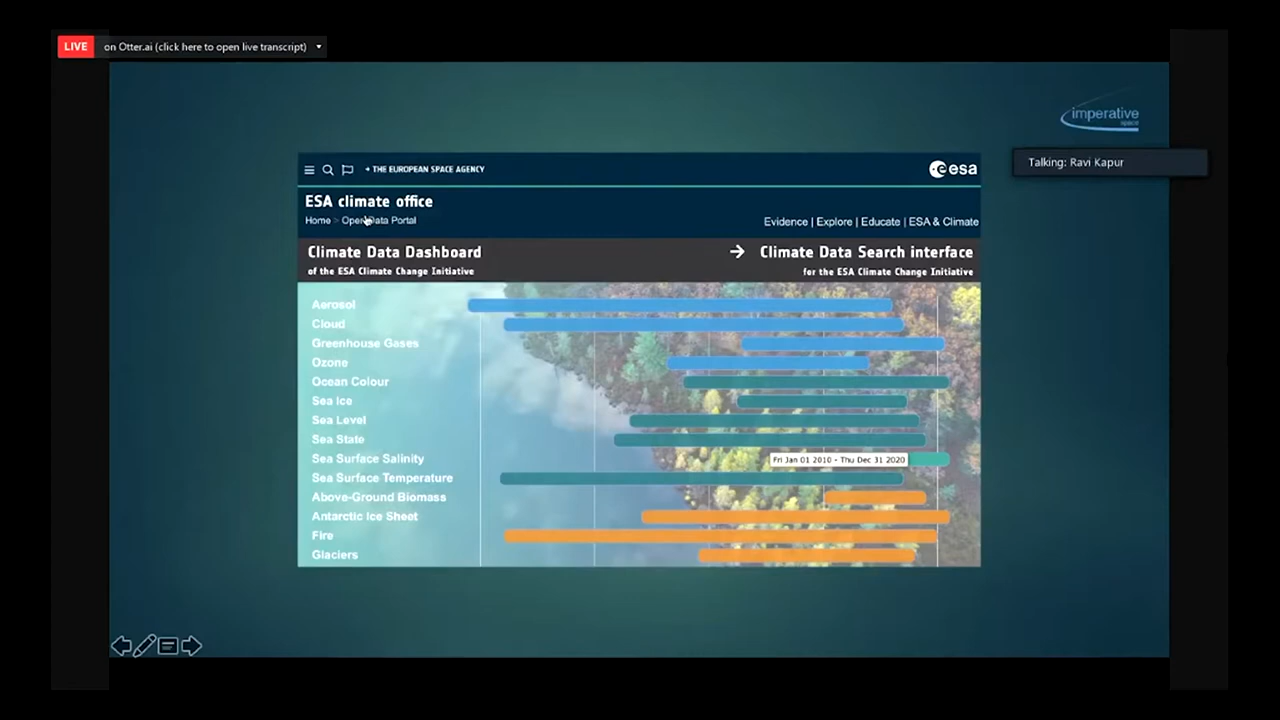 LIVE on Otter.ai (click here to open live transcript)
imperative
space
Talking: Ravi Kapur
THE EUROPEAN SPACE AGENCY
esa
ESA climate office
Home > Open Data Portal
Evidence | Explore | Educate | ESA & Climate
Climate Data Dashboard
of the ESA Climate Change Initiative
→ Climate Data Search interface
for the ESA Climate Change Initiative
Aerosol
Cloud
Greenhouse Gases
Ozone
Ocean Colour
Sea Ice
Sea Level
Sea State
Sea Surface Salinity
Fri Jan 01 2010 - Thu Dec 31 2020
Sea Surface Temperature
Above-Ground Biomass
Antarctic Ice Sheet
Fire
Glaciers